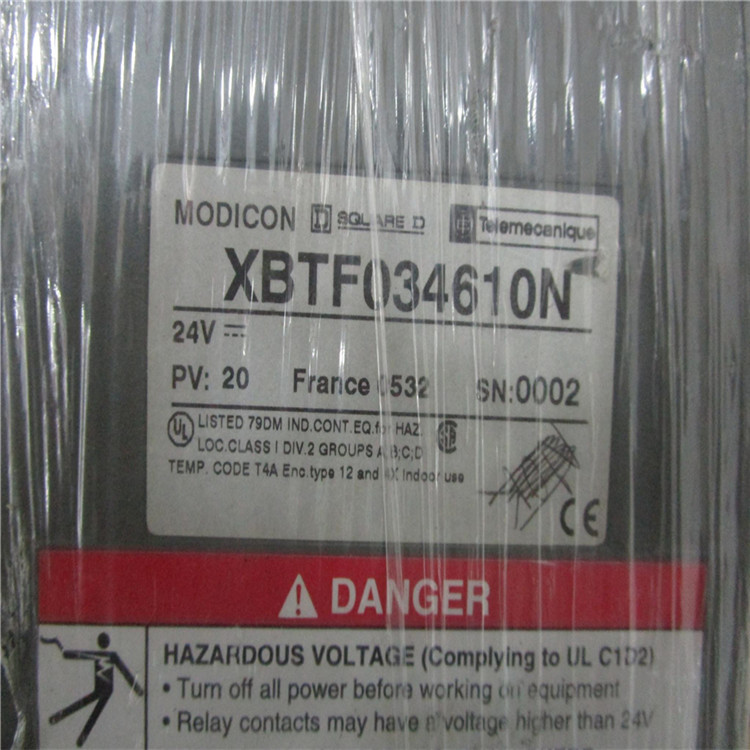 MODICON SQUARE D Telemecanique
XBTF034610N
24V ⎓
PV: 20 France 0532 SN:0002
UL LISTED 79DM IND.CONT.EQ.for HAZ.
LOC.CLASS I DIV.2 GROUPS A;B;C;D
TEMP. CODE T4A Enc.type 12 and 4X Indoor use
CE
DANGER
HAZARDOUS VOLTAGE (Complying to UL C1D2)
• Turn off all power before working on equipment
• Relay contacts may have a voltage higher than 24V